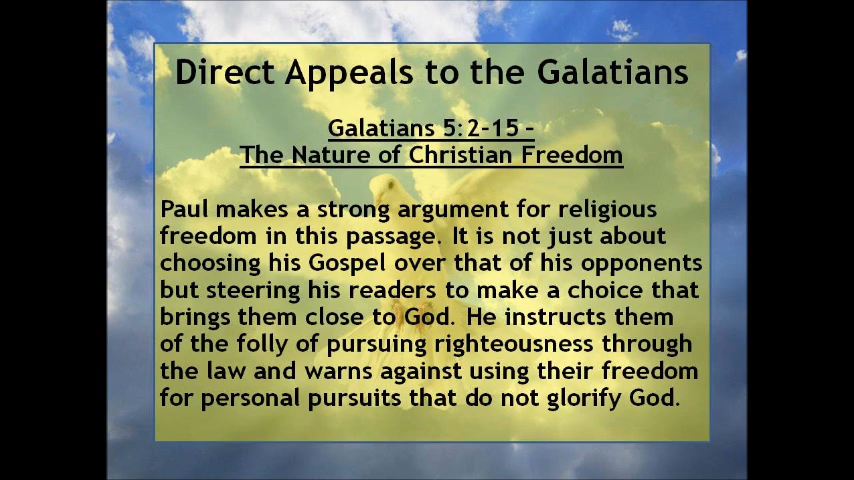 Direct Appeals to the Galatians
Galatians 5:2-15 –
The Nature of Christian Freedom
Paul makes a strong argument for religious
freedom in this passage. It is not just about
choosing his Gospel over that of his opponents
but steering his readers to make a choice that
brings them close to God. He instructs them
of the folly of pursuing righteousness through
the law and warns against using their freedom
for personal pursuits that do not glorify God.